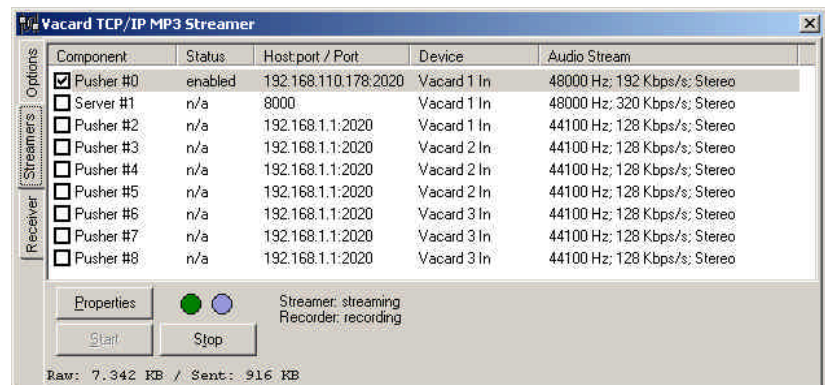 Vacard TCP/IP MP3 Streamer
Options
Streamers
Receiver
Component Status Host:port / Port Device Audio Stream
Pusher #0 enabled 192.168.110.178:2020 Vacard 1 In 48000 Hz; 192 Kbps/s; Stereo
Server #1 n/a 8000 Vacard 1 In 48000 Hz; 320 Kbps/s; Stereo
Pusher #2 n/a 192.168.1.1:2020 Vacard 1 In 44100 Hz; 128 Kbps/s; Stereo
Pusher #3 n/a 192.168.1.1:2020 Vacard 2 In 44100 Hz; 128 Kbps/s; Stereo
Pusher #4 n/a 192.168.1.1:2020 Vacard 2 In 44100 Hz; 128 Kbps/s; Stereo
Pusher #5 n/a 192.168.1.1:2020 Vacard 2 In 44100 Hz; 128 Kbps/s; Stereo
Pusher #6 n/a 192.168.1.1:2020 Vacard 3 In 44100 Hz; 128 Kbps/s; Stereo
Pusher #7 n/a 192.168.1.1:2020 Vacard 3 In 44100 Hz; 128 Kbps/s; Stereo
Pusher #8 n/a 192.168.1.1:2020 Vacard 3 In 44100 Hz; 128 Kbps/s; Stereo
Properties
Streamer: streaming
Recorder: recording
Start Stop
Raw: 7.342 KB / Sent: 916 KB